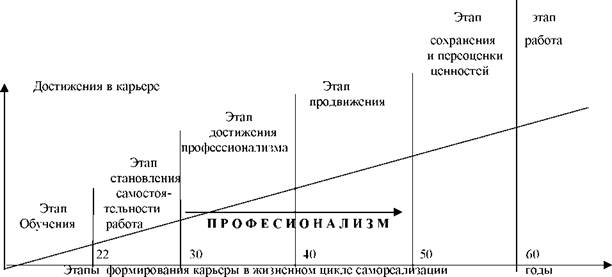 Этап
сохранения
и переоценки
ценностей
этап
работа
Достижения в карьере
Этап
продвижения
Этап
достижения
профессионализма
Этап
становления
самостоя-
тельности
работа
Этап
Обучения
ПРОФЕСИОНАЛИЗМ
22
30
40
50
60
Этапы формирования карьеры в жизненном цикле самореализации
годы